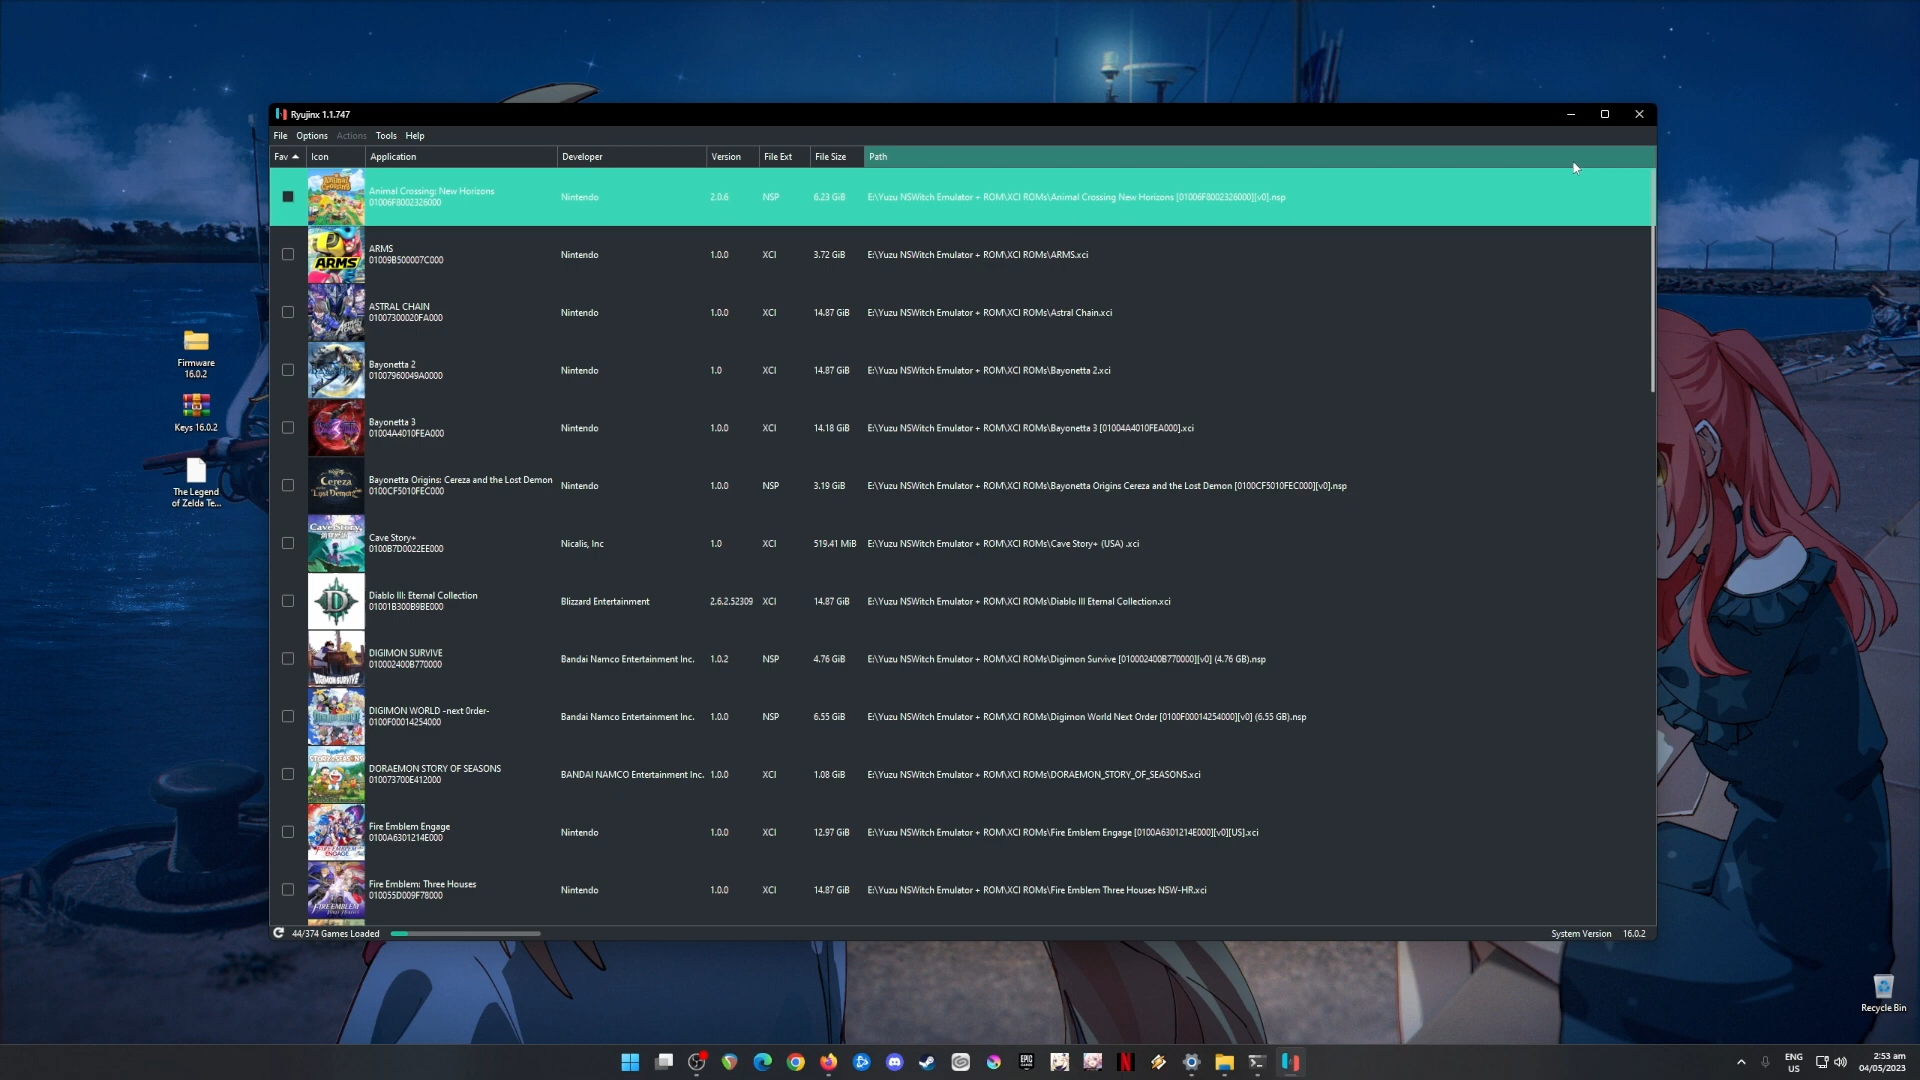 Ryujinx 1.1.747
File Options Actions Tools Help
Fav Icon Application Developer Version File Ext File Size Path
Animal Crossing: New Horizons
01006F8002326000
Nintendo 2.0.6 NSP 6.23 GiB E:\Yuzu NSWitch Emulator + ROM\XCI ROMs\Animal Crossing New Horizons [01006F8002326000][v0].nsp
ARMS
ARMS
01009B500007C000
Nintendo 1.0.0 XCI 3.72 GiB E:\Yuzu NSWitch Emulator + ROM\XCI ROMs\ARMS.xci
ASTRAL CHAIN
01007300020FA000
Nintendo 1.0.0 XCI 14.87 GiB E:\Yuzu NSWitch Emulator + ROM\XCI ROMs\Astral Chain.xci
Bayonetta 2
01007960049A0000
Nintendo 1.0 XCI 14.87 GiB E:\Yuzu NSWitch Emulator + ROM\XCI ROMs\Bayonetta 2.xci
Bayonetta 3
01004A4010FEA000
Nintendo 1.0.0 XCI 14.18 GiB E:\Yuzu NSWitch Emulator + ROM\XCI ROMs\Bayonetta 3 [01004A4010FEA000].xci
Cereza
Bayonetta Origins: Cereza and the Lost Demon
0100CF5010FEC000
Nintendo 1.0.0 NSP 3.19 GiB E:\Yuzu NSWitch Emulator + ROM\XCI ROMs\Bayonetta Origins Cereza and the Lost Demon [0100CF5010FEC000][v0].nsp
Cave Story+
0100B7D0022EE000
Nicalis, Inc 1.0 XCI 519.41 MiB E:\Yuzu NSWitch Emulator + ROM\XCI ROMs\Cave Story+ (USA) .xci
Diablo III: Eternal Collection
01001B300B9BE000
Blizzard Entertainment 2.6.2.52309 XCI 14.87 GiB E:\Yuzu NSWitch Emulator + ROM\XCI ROMs\Diablo III Eternal Collection.xci
DIGIMON SURVIVE
DIGIMON SURVIVE
010002400B770000
Bandai Namco Entertainment Inc. 1.0.2 NSP 4.76 GiB E:\Yuzu NSWitch Emulator + ROM\XCI ROMs\Digimon Survive [010002400B770000][v0] (4.76 GB).nsp
DIGIMON WORLD -next 0rder-
0100F00014254000
Bandai Namco Entertainment Inc. 1.0.0 NSP 6.55 GiB E:\Yuzu NSWitch Emulator + ROM\XCI ROMs\Digimon World Next Order [0100F00014254000][v0] (6.55 GB).nsp
DORAEMON STORY OF SEASONS
010073700E412000
BANDAI NAMCO Entertainment Inc. 1.0.0 XCI 1.08 GiB E:\Yuzu NSWitch Emulator + ROM\XCI ROMs\DORAEMON_STORY_OF_SEASONS.xci
Fire Emblem Engage
0100A6301214E000
Nintendo 1.0.0 XCI 12.97 GiB E:\Yuzu NSWitch Emulator + ROM\XCI ROMs\Fire Emblem Engage [0100A6301214E000][v0][US].xci
Fire Emblem: Three Houses
010055D009F78000
Nintendo 1.0.0 XCI 14.87 GiB E:\Yuzu NSWitch Emulator + ROM\XCI ROMs\Fire Emblem Three Houses NSW-HR.xci
44/374 Games Loaded
System Version 16.0.2
Firmware
16.0.2
Keys 16.0.2
The Legend
of Zelda Te...
Recycle Bin
ENG
US
2:53 am
04/05/2023